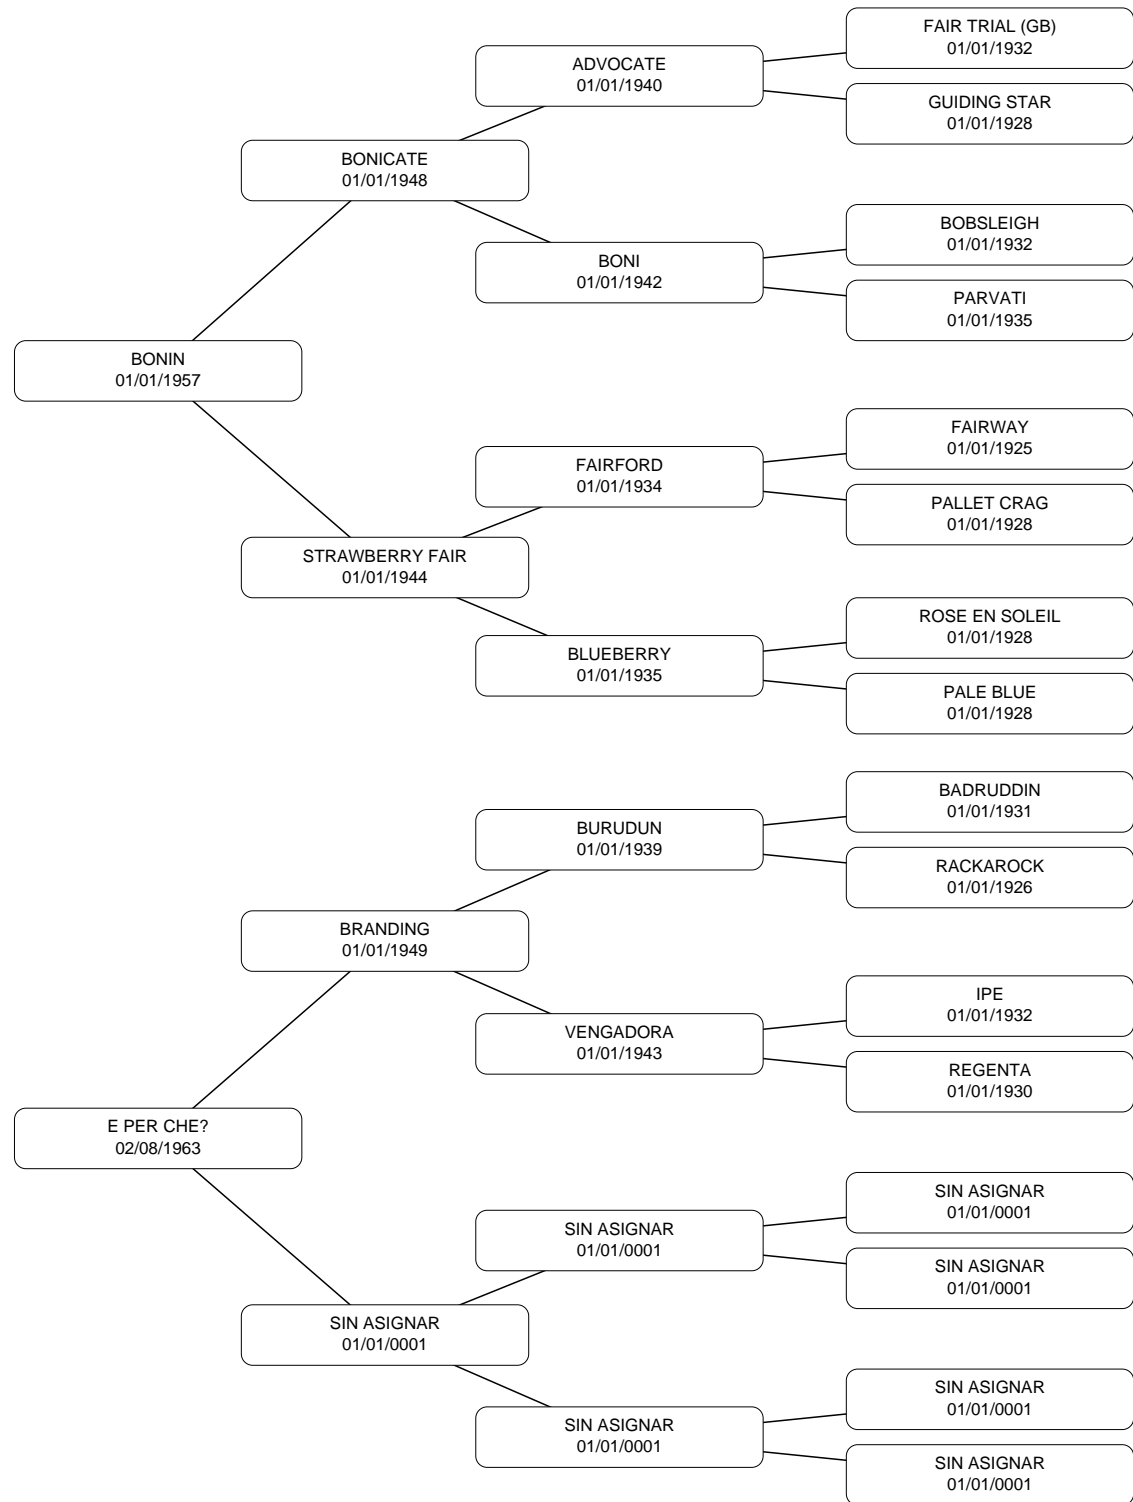 FAIR TRIAL (GB)
01/01/1932
ADVOCATE
01/01/1940
GUIDING STAR
01/01/1928
BONICATE
01/01/1948
BOBSLEIGH
01/01/1932
BONI
01/01/1942
PARVATI
01/01/1935
BONIN
01/01/1957
FAIRWAY
01/01/1925
FAIRFORD
01/01/1934
PALLET CRAG
01/01/1928
STRAWBERRY FAIR
01/01/1944
ROSE EN SOLEIL
01/01/1928
BLUEBERRY
01/01/1935
PALE BLUE
01/01/1928
BADRUDDIN
01/01/1931
BURUDUN
01/01/1939
RACKAROCK
01/01/1926
BRANDING
01/01/1949
IPE
01/01/1932
VENGADORA
01/01/1943
REGENTA
01/01/1930
E PER CHE?
02/08/1963
SIN ASIGNAR
01/01/0001
SIN ASIGNAR
01/01/0001
SIN ASIGNAR
01/01/0001
SIN ASIGNAR
01/01/0001
SIN ASIGNAR
01/01/0001
SIN ASIGNAR
01/01/0001
SIN ASIGNAR
01/01/0001